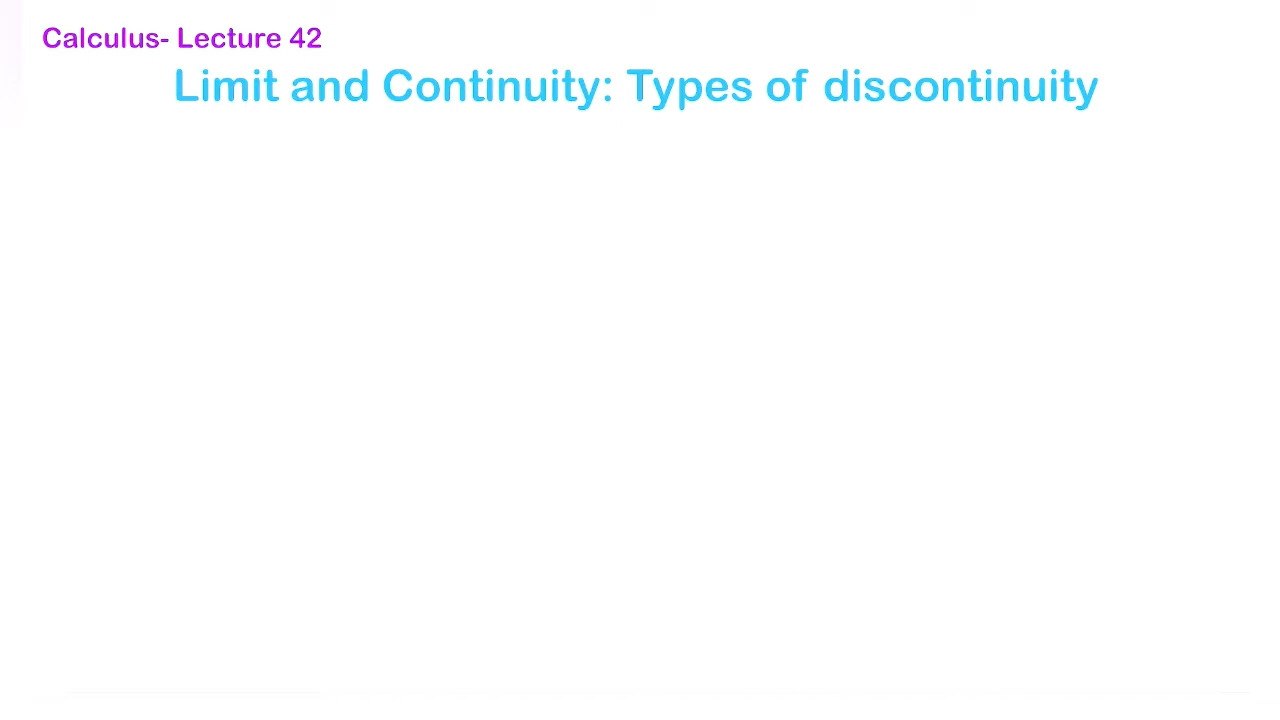 Calculus- Lecture 42
Limit and Continuity: Types of discontinuity